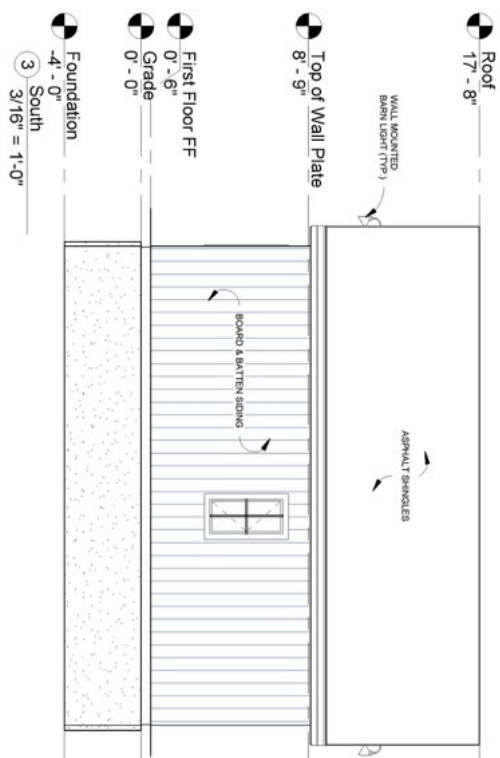 Roof
17' - 8"
WALL MOUNTED
BARN LIGHT (TYP.)
ASPHALT SHINGLES
Top of Wall Plate
8' - 9"
BOARD & BATTEN SIDING
First Floor FF
0' - 6"
Grade
0' - 0"
Foundation
-4' - 0"
3
South
3/16" = 1'-0"